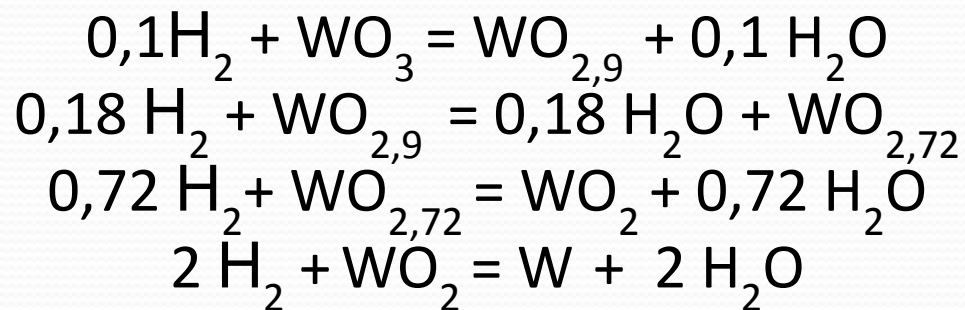 0,1H₂ + WO₃ = WO₂,₉ + 0,1 H₂O
0,18 H₂ + WO₂,₉ = 0,18 H₂O + WO₂,₇₂
0,72 H₂ + WO₂,₇₂ = WO₂ + 0,72 H₂O
2 H₂ + WO₂ = W + 2 H₂O